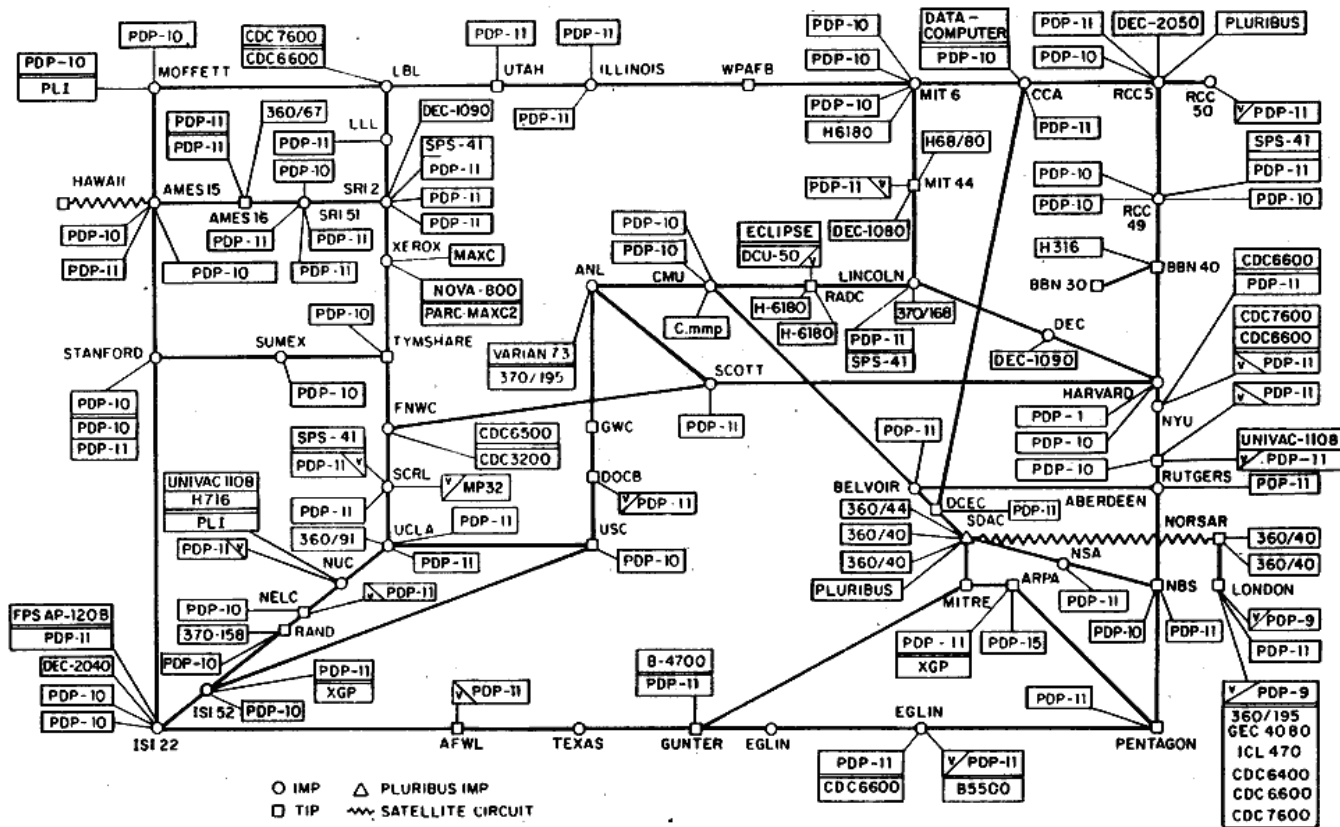 PDP-10
CDC7600
CDC6600
PDP-11
PDP-11
PDP-10
DATA-
COMPUTER
PDP-10
PDP-11
DEC-2050
PLURIBUS
PDP-10
PLI
MOFFETT
LBL
UTAH
ILLINOIS
WPAFB
PDP-10
PDP-10
PDP-10
H6180
MIT 6
CCA
RCC5
RCC
50
PDP-11
PDP-11
PDP-11
LLL
DEC-1090
PDP-11
PDP-11
360/67
PDP-10
SPS-41
PDP-11
H68/80
PDP-11
MIT 44
SPS-41
PDP-11
PDP-10
HAWAII
AMES15
AMES16
SRI 51
SRI 2
PDP-11
PDP-11
PDP-10
PDP-10
RCC
49
PDP-10
PDP-11
PDP-10
PDP-11
PDP-11
PDP-11
XEROX
MAXC
NOVA-800
PARC-MAXC2
PDP-10
PDP-10
CMU
ECLIPSE
DCU-50
DEC-1080
LINCOLN
H316
BBN 40
BBN 30
CDC6600
PDP-11
ANL
RADC
H-6180
H-6180
370/168
C.mmp
PDP-10
STANFORD
SUMEX
TYMSHARE
VARIAN 73
370/195
PDP-11
SPS-41
DEC
DEC-1090
CDC7600
CDC6600
PDP-11
PDP-11
PDP-10
SCOTT
HARVARD
NYU
PDP-10
PDP-10
PDP-11
FNWC
CDC6500
CDC3200
GWC
PDP-11
PDP-11
PDP-1
PDP-10
PDP-10
SPS-41
PDP-11
SCRL
MP32
DOCB
PDP-11
UNIVAC-1108
PDP-11
RUTGERS
PDP-11
UNIVAC 1108
H716
PLI
PDP-11
PDP-11
360/91
UCLA
PDP-11
PDP-11
USC
PDP-10
BELVOIR
DCEC
SDAC
PDP-11
ABERDEEN
360/44
360/40
360/40
PLURIBUS
NORSAR
360/40
360/40
NUC
NELC
PDP-11
PDP-10
370-158
RAND
PDP-10
MITRE
ARPA
NSA
PDP-11
NBS
LONDON
FPS AP-120B
PDP-11
DEC-2040
PDP-10
PDP-10
ISI 52
PDP-11
XGP
PDP-10
PDP-11
XGP
PDP-15
PDP-10
PDP-11
PDP-9
PDP-11
PDP-11
B-4700
PDP-11
PDP-11
PDP-9
360/195
GEC 4080
ICL 470
CDC6400
CDC6600
CDC7600
ISI 22
AFWL
TEXAS
GUNTER
EGLIN
EGLIN
PENTAGON
PDP-11
CDC6600
PDP-11
B5500
IMP
PLURIBUS IMP
TIP
SATELLITE CIRCUIT